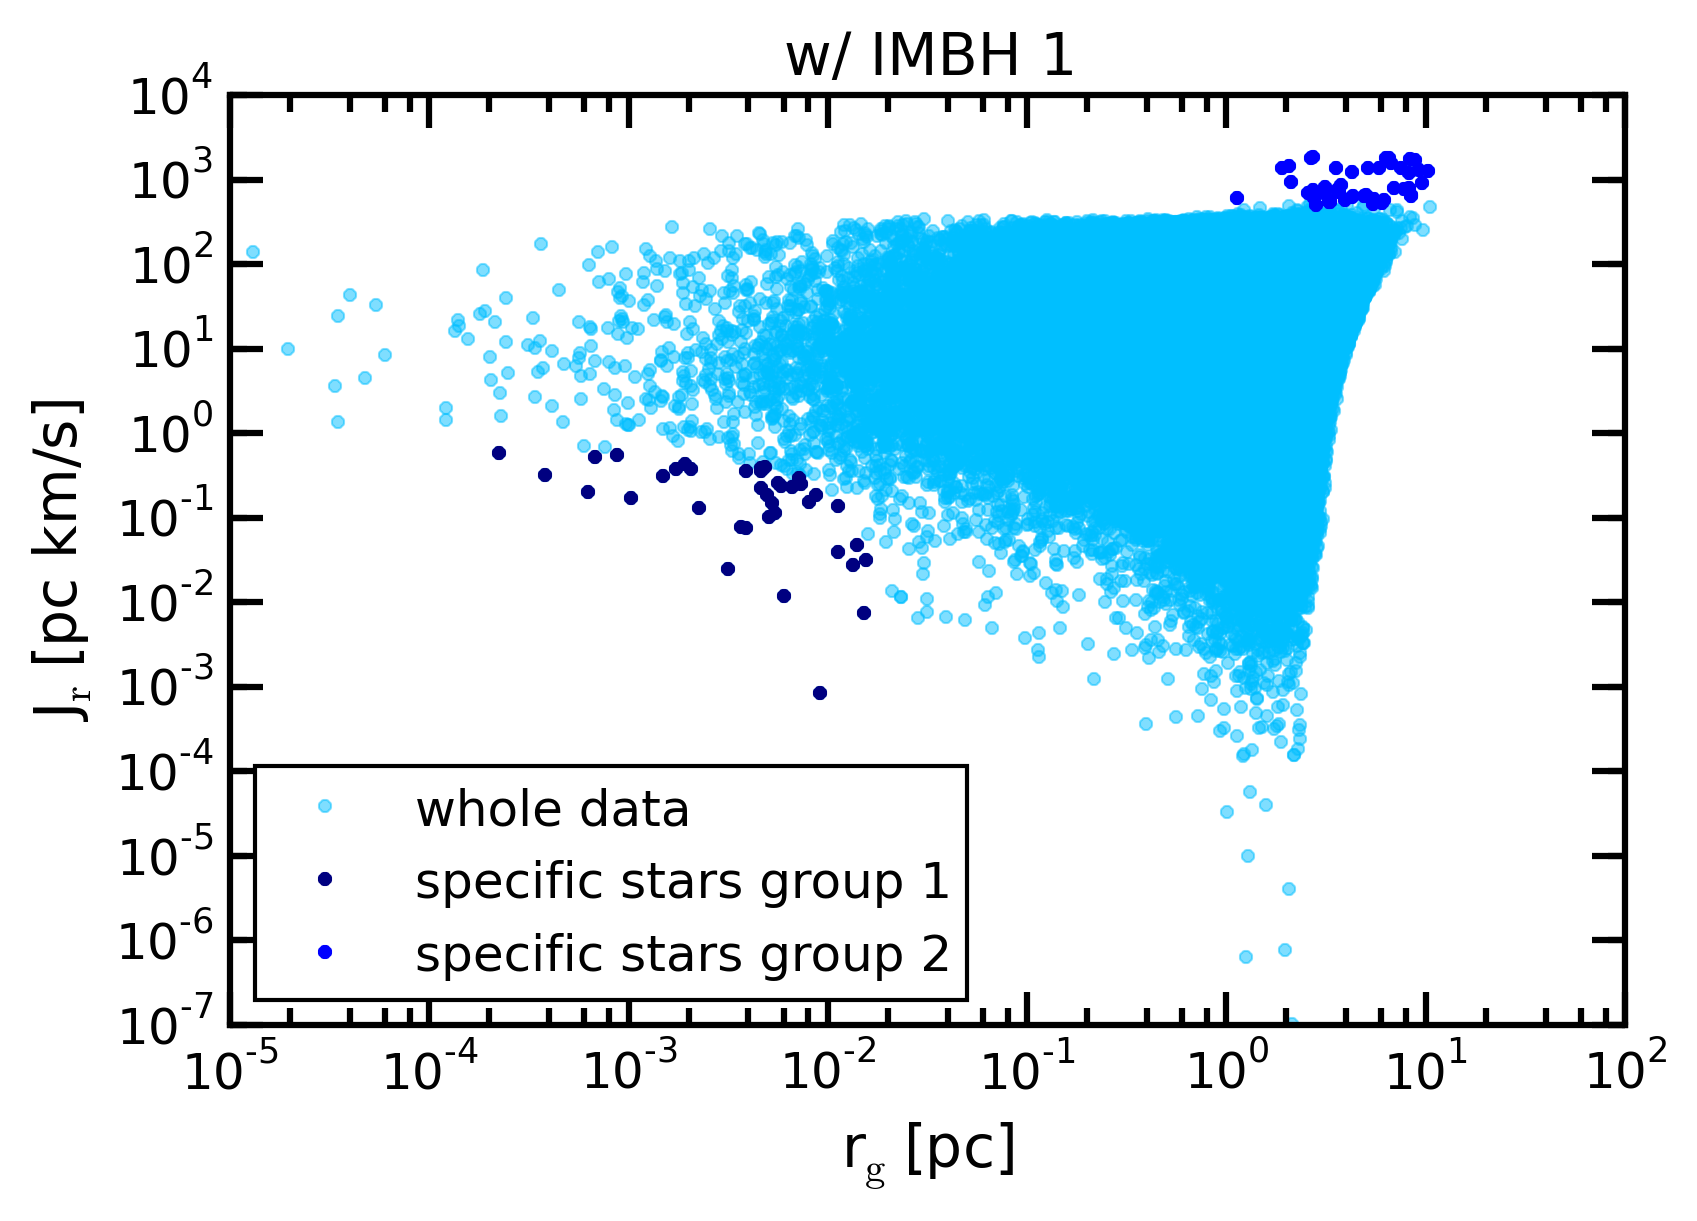 w/ IMBH 1
10^4
10^3
10^2
10^1
10^0
10^-1
10^-2
10^-3
10^-4
10^-5
10^-6
10^-7
J_r [pc km/s]
whole data
specific stars group 1
specific stars group 2
10^-5 10^-4 10^-3 10^-2 10^-1 10^0 10^1 10^2
r_g [pc]